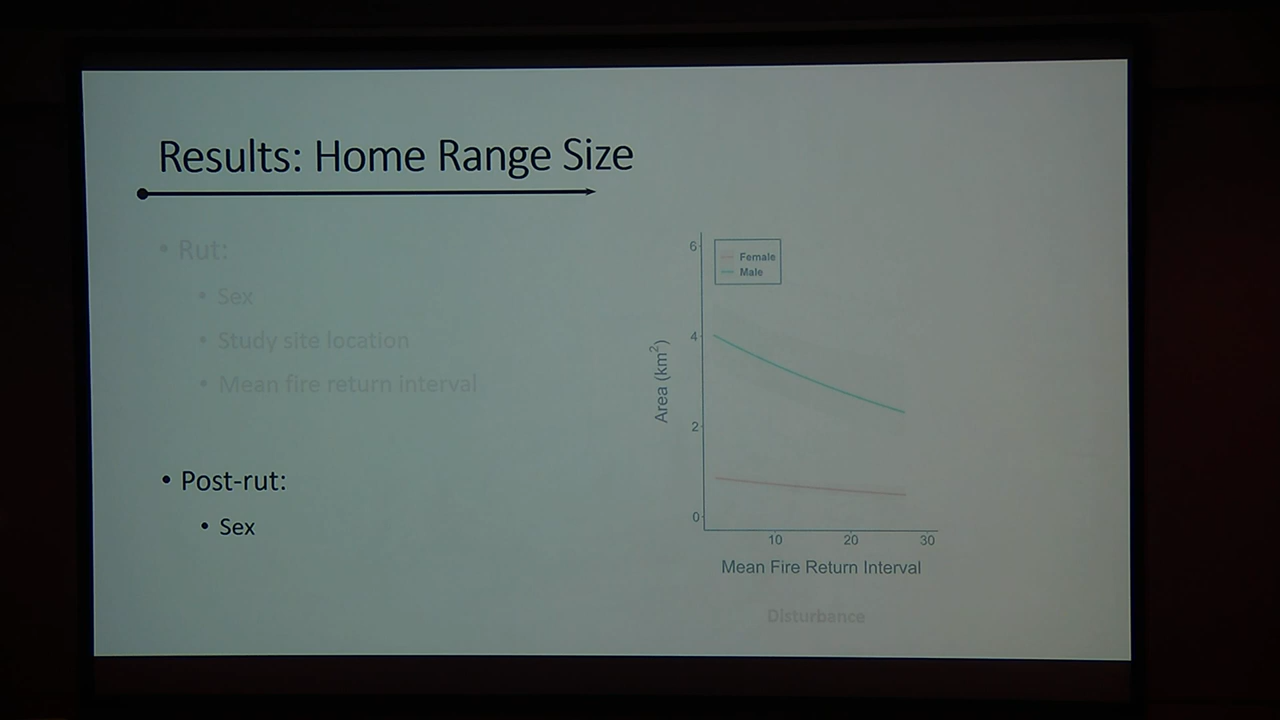 Results: Home Range Size
• Rut:
• Sex
• Study site location
• Mean fire return interval
• Post-rut:
• Sex
6
4
2
0
Area (km²)
Female
Male
10 20 30
Mean Fire Return Interval
Disturbance